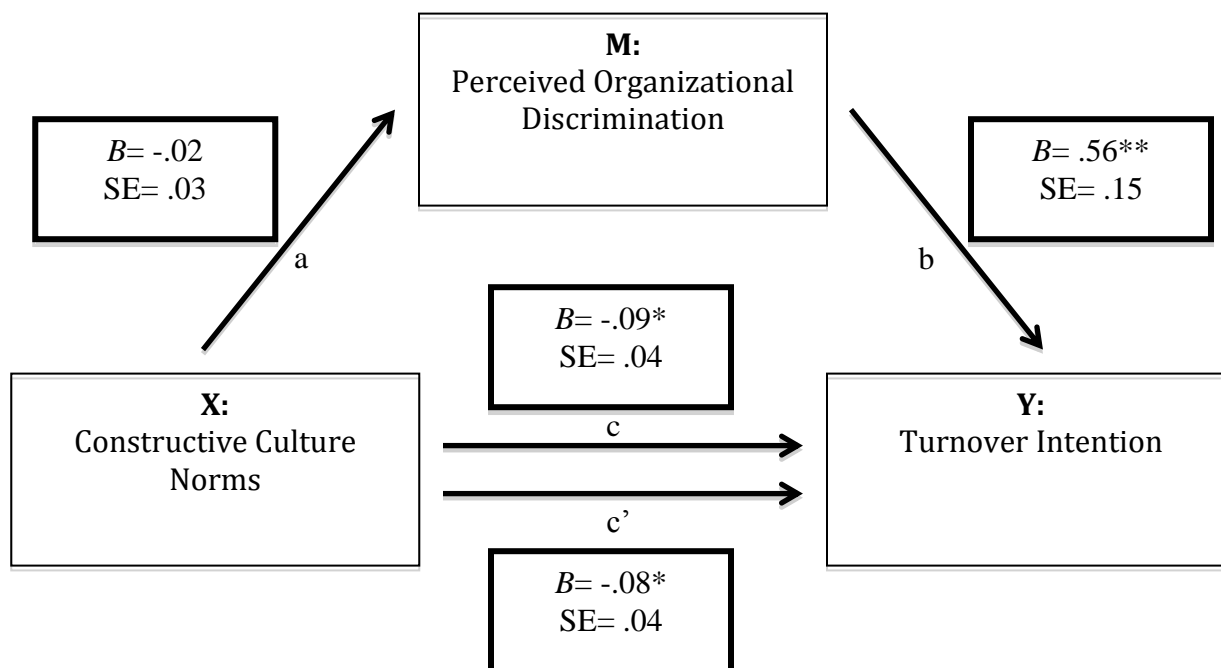 M:
Perceived Organizational
Discrimination
B= -.02
SE= .03
B= .56**
SE= .15
a
b
B= -.09*
SE= .04
X:
Constructive Culture
Norms
c
c’
Y:
Turnover Intention
B= -.08*
SE= .04